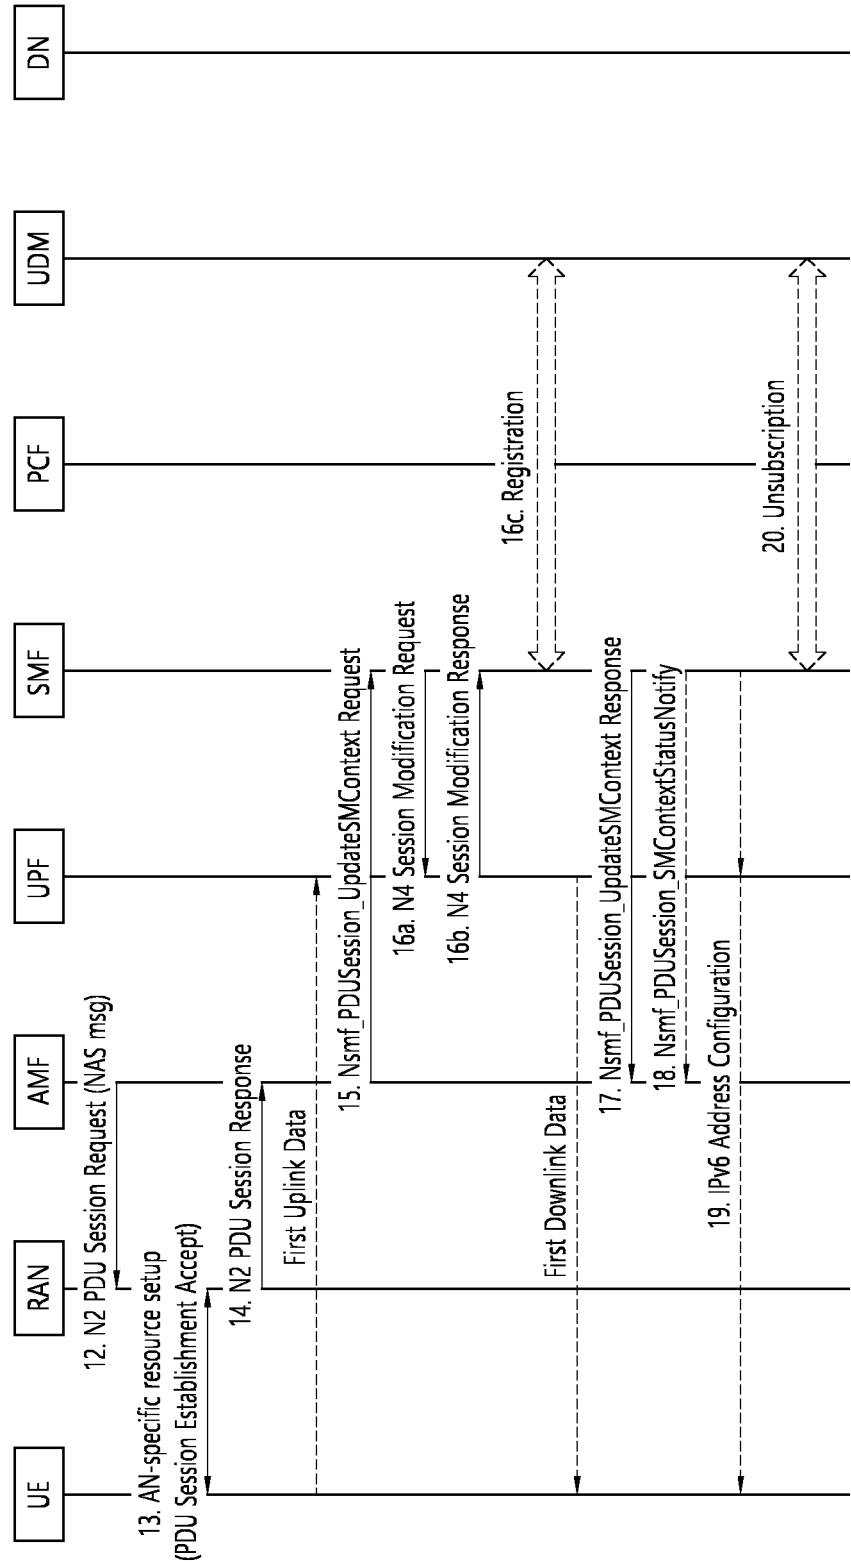 UE
RAN
AMF
UPF
SMF
PCF
UDM
DN
12. N2 PDU Session Request (NAS msg)
13. AN-specific resource setup
(PDU Session Establishment Accept)
14. N2 PDU Session Response
First Uplink Data
15. Nsmf_PDUSession_UpdateSMContext Request
16a. N4 Session Modification Request
16b. N4 Session Modification Response
16c. Registration
First Downlink Data
17. Nsmf_PDUSession_UpdateSMContext Response
18. Nsmf_PDUSession_SMContextStatusNotify
19. IPv6 Address Configuration
20. Unsubscription